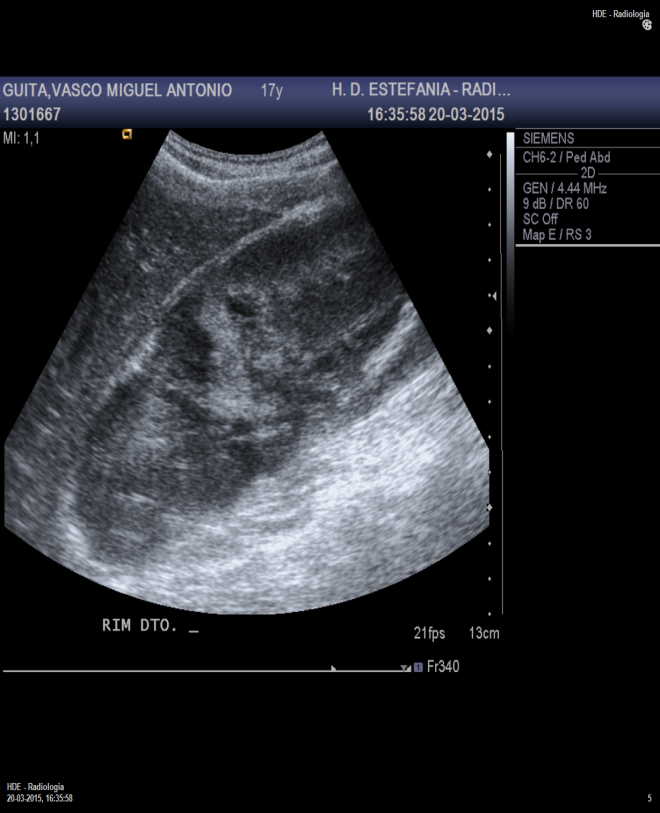 HDE - Radiologia
GUITA,VASCO MIGUEL ANTONIO 17y H. D. ESTEFANIA - RADI...
1301667 16:35:58 20-03-2015
MI: 1,1
SIEMENS
CH6-2 / Ped Abd
2D
GEN / 4.44 MHz
9 dB / DR 60
SC Off
Map E / RS 3
RIM DTO. _
21fps 13cm
1 Fr340
HDE - Radiologia
20-03-2015, 16:35:58 5